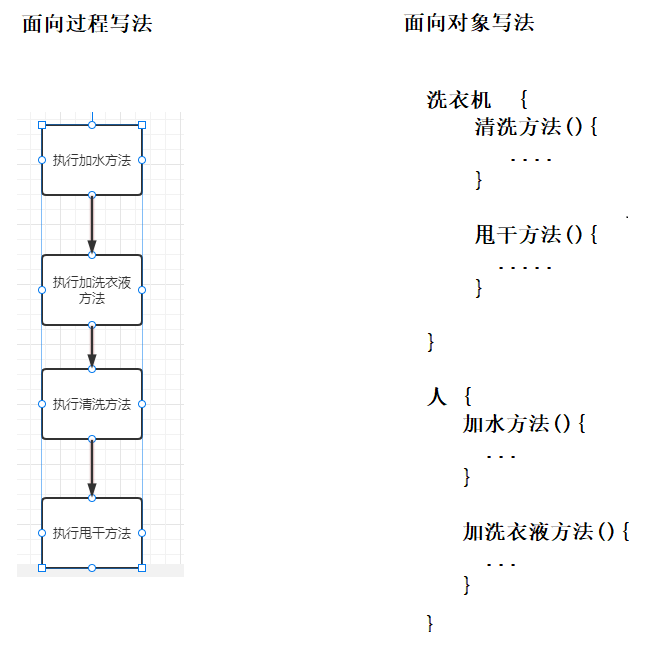 面向过程写法
执行加水方法
执行加洗衣液
方法
执行清洗方法
执行甩干方法
面向对象写法
洗衣机 {
清洗方法(){
....
}
甩干方法(){
.....
}
}
人 {
加水方法(){
...
}
加洗衣液方法(){
...
}
}